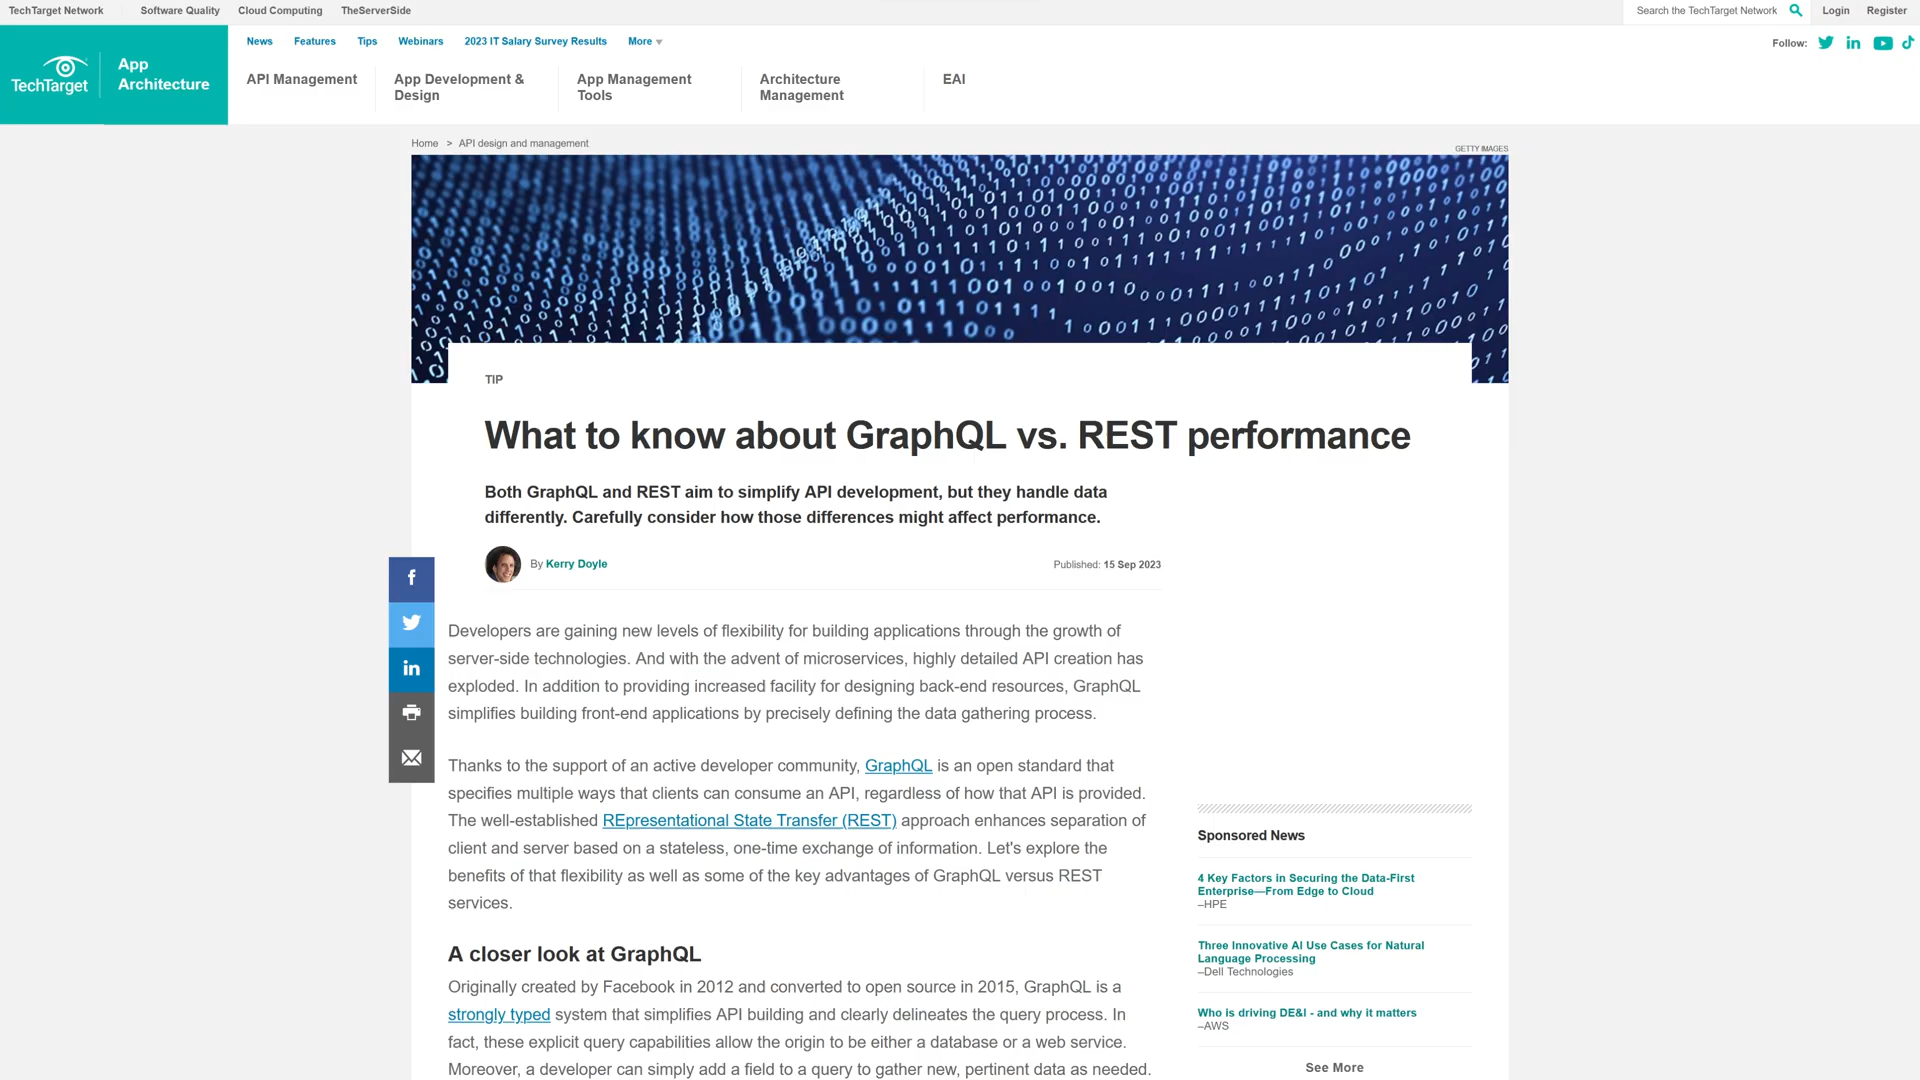 TechTarget Network
Software Quality
Cloud Computing
TheServerSide
Search the TechTarget Network
Login
Register
TechTarget
App
Architecture
News
Features
Tips
Webinars
2023 IT Salary Survey Results
More
Follow:
API Management
App Development &
Design
App Management
Tools
Architecture
Management
EAI
Home > API design and management
GETTY IMAGES
TIP
What to know about GraphQL vs. REST performance
Both GraphQL and REST aim to simplify API development, but they handle data
differently. Carefully consider how those differences might affect performance.
By Kerry Doyle
Published: 15 Sep 2023
Developers are gaining new levels of flexibility for building applications through the growth of
server-side technologies. And with the advent of microservices, highly detailed API creation has
exploded. In addition to providing increased facility for designing back-end resources, GraphQL
simplifies building front-end applications by precisely defining the data gathering process.
Thanks to the support of an active developer community, GraphQL is an open standard that
specifies multiple ways that clients can consume an API, regardless of how that API is provided.
The well-established REpresentational State Transfer (REST) approach enhances separation of
client and server based on a stateless, one-time exchange of information. Let's explore the
benefits of that flexibility as well as some of the key advantages of GraphQL versus REST
services.
A closer look at GraphQL
Originally created by Facebook in 2012 and converted to open source in 2015, GraphQL is a
strongly typed system that simplifies API building and clearly delineates the query process. In
fact, these explicit query capabilities allow the origin to be either a database or a web service.
Moreover, a developer can simply add a field to a query to gather new, pertinent data as needed.
Sponsored News
4 Key Factors in Securing the Data-First
Enterprise—From Edge to Cloud
–HPE
Three Innovative AI Use Cases for Natural
Language Processing
–Dell Technologies
Who is driving DE&I - and why it matters
–AWS
See More